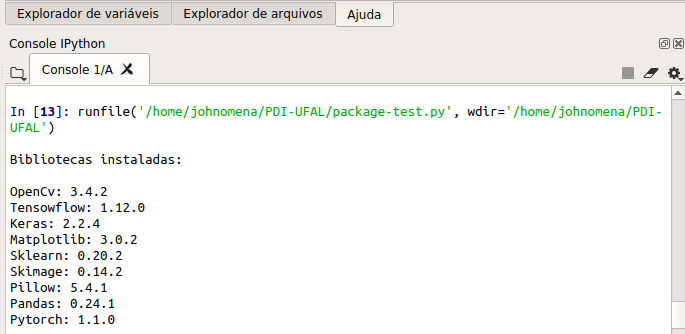 Explorador de variáveis Explorador de arquivos Ajuda
Console IPython
Console 1/A
In [13]: runfile('/home/johnomena/PDI-UFAL/package-test.py', wdir='/home/johnomena/PDI-
UFAL')
Bibliotecas instaladas:
OpenCv: 3.4.2
Tensowflow: 1.12.0
Keras: 2.2.4
Matplotlib: 3.0.2
Sklearn: 0.20.2
Skimage: 0.14.2
Pillow: 5.4.1
Pandas: 0.24.1
Pytorch: 1.1.0